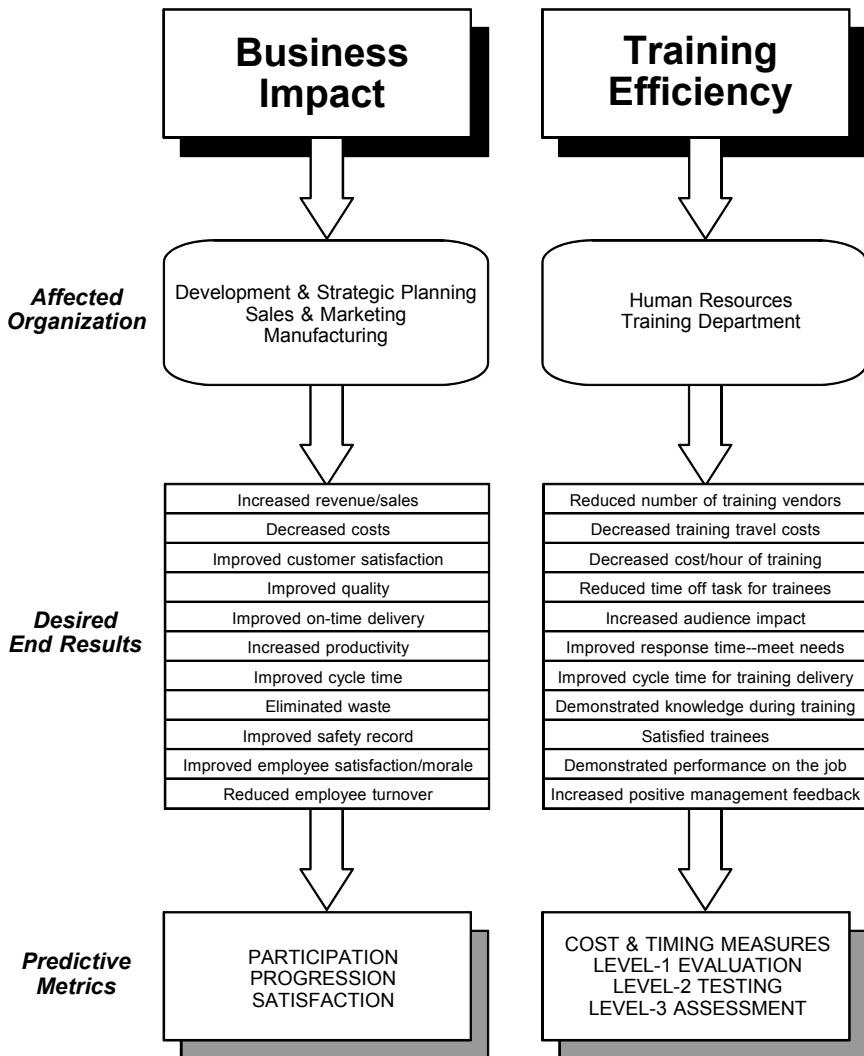 Business
Impact
Training
Efficiency
Affected
Organization
Development & Strategic Planning
Sales & Marketing
Manufacturing
Human Resources
Training Department
Desired
End Results
Increased revenue/sales
Decreased costs
Improved customer satisfaction
Improved quality
Improved on-time delivery
Increased productivity
Improved cycle time
Eliminated waste
Improved safety record
Improved employee satisfaction/morale
Reduced employee turnover
Reduced number of training vendors
Decreased training travel costs
Decreased cost/hour of training
Reduced time off task for trainees
Increased audience impact
Improved response time--meet needs
Improved cycle time for training delivery
Demonstrated knowledge during training
Satisfied trainees
Demonstrated performance on the job
Increased positive management feedback
Predictive
Metrics
PARTICIPATION
PROGRESSION
SATISFACTION
COST & TIMING MEASURES
LEVEL-1 EVALUATION
LEVEL-2 TESTING
LEVEL-3 ASSESSMENT